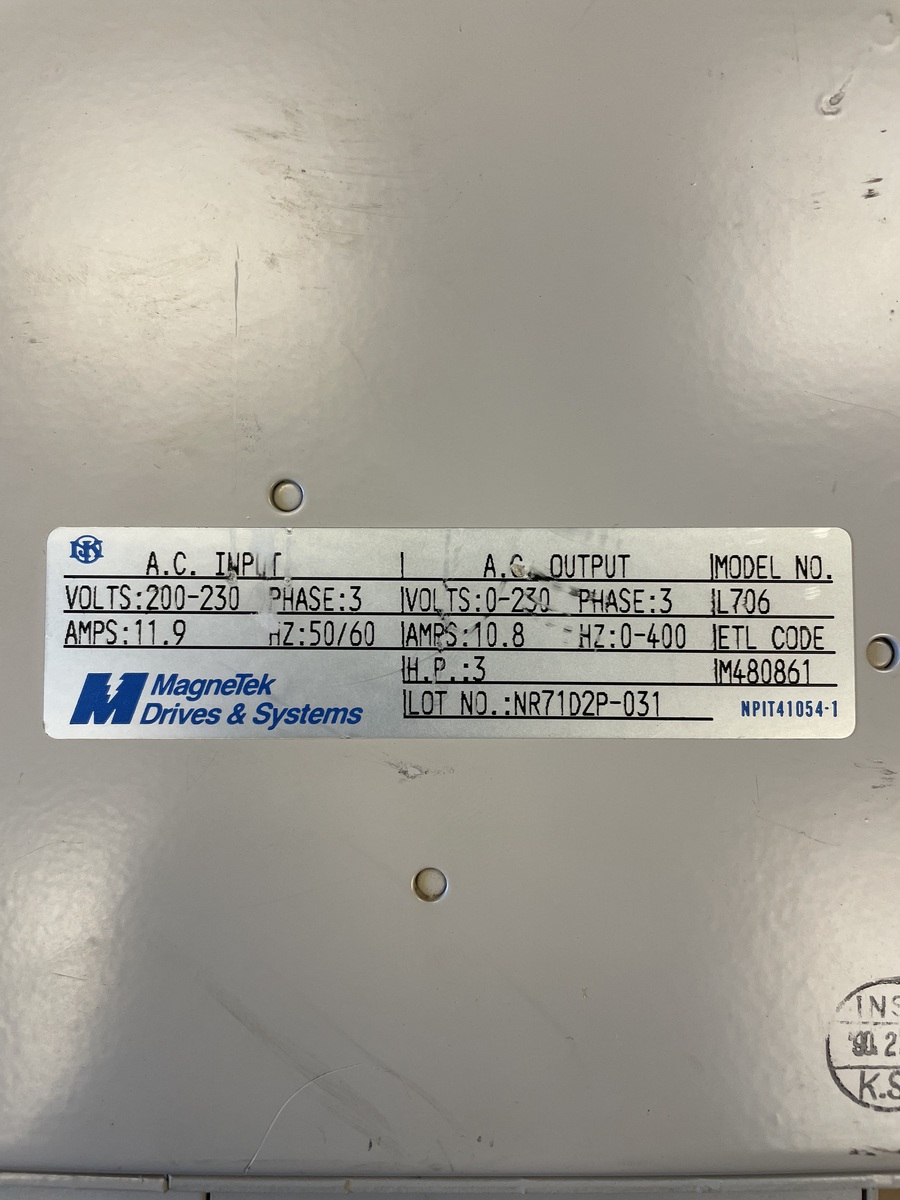 A.C. INPUT A.C. OUTPUT MODEL NO.
VOLTS:200-230 PHASE:3 VOLTS:0-230 PHASE:3 L706
AMPS:11.9 HZ:50/60 AMPS:10.8 HZ:0-400 ETL CODE
H.P.:3 M480861
MagneTek
Drives & Systems
LOT NO.:NR71D2P-031 NPIT41054-1
INS
'90.2
K.S